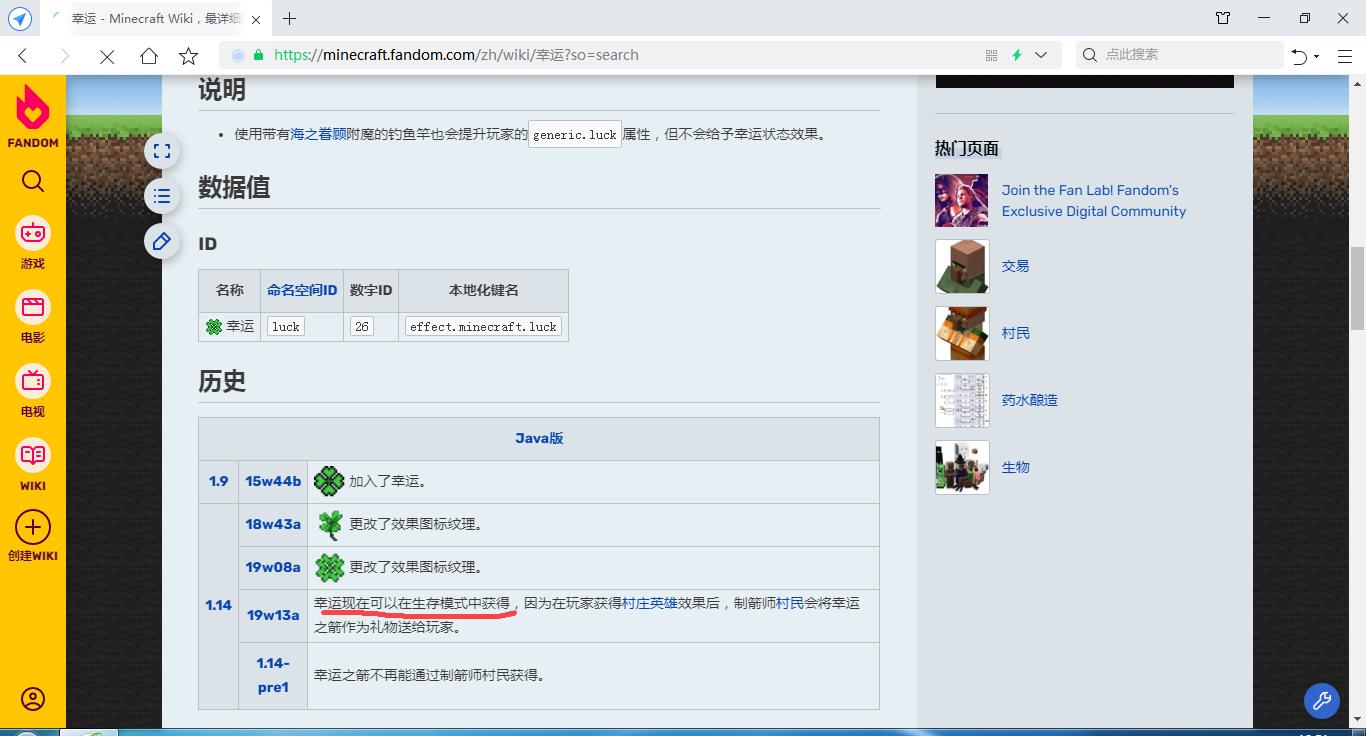 幸运 - Minecraft Wiki，最详细
https://minecraft.fandom.com/zh/wiki/幸运?so=search
点此搜索
FANDOM
游戏
电影
电视
WIKI
创建WIKI
说明
使用带有海之眷顾附魔的钓鱼竿也会提升玩家的generic.luck属性，但不会给予幸运状态效果。
数据值
ID
名称 命名空间ID 数字ID 本地化键名
幸运 luck 26 effect.minecraft.luck
历史
Java版
1.9 15w44b 加入了幸运。
18w43a 更改了效果图标纹理。
19w08a 更改了效果图标纹理。
1.14
19w13a 幸运现在可以在生存模式中获得，因为在玩家获得村庄英雄效果后，制箭师村民会将幸运
之箭作为礼物送给玩家。
1.14-
pre1
幸运之箭不再能通过制箭师村民获得。
热门页面
Join the Fan Lab! Fandom's
Exclusive Digital Community
交易
村民
药水酿造
生物